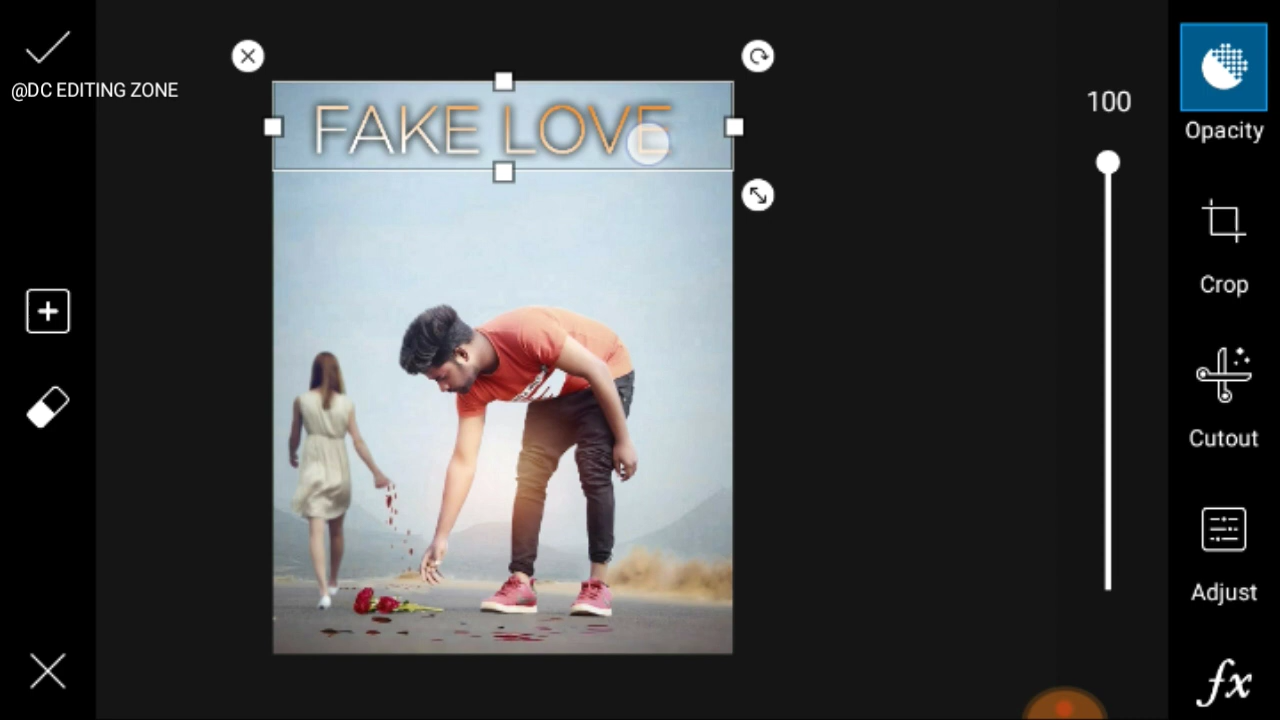 @DC EDITING ZONE
FAKE LOVE
100
Opacity
Crop
Cutout
Adjust
fx